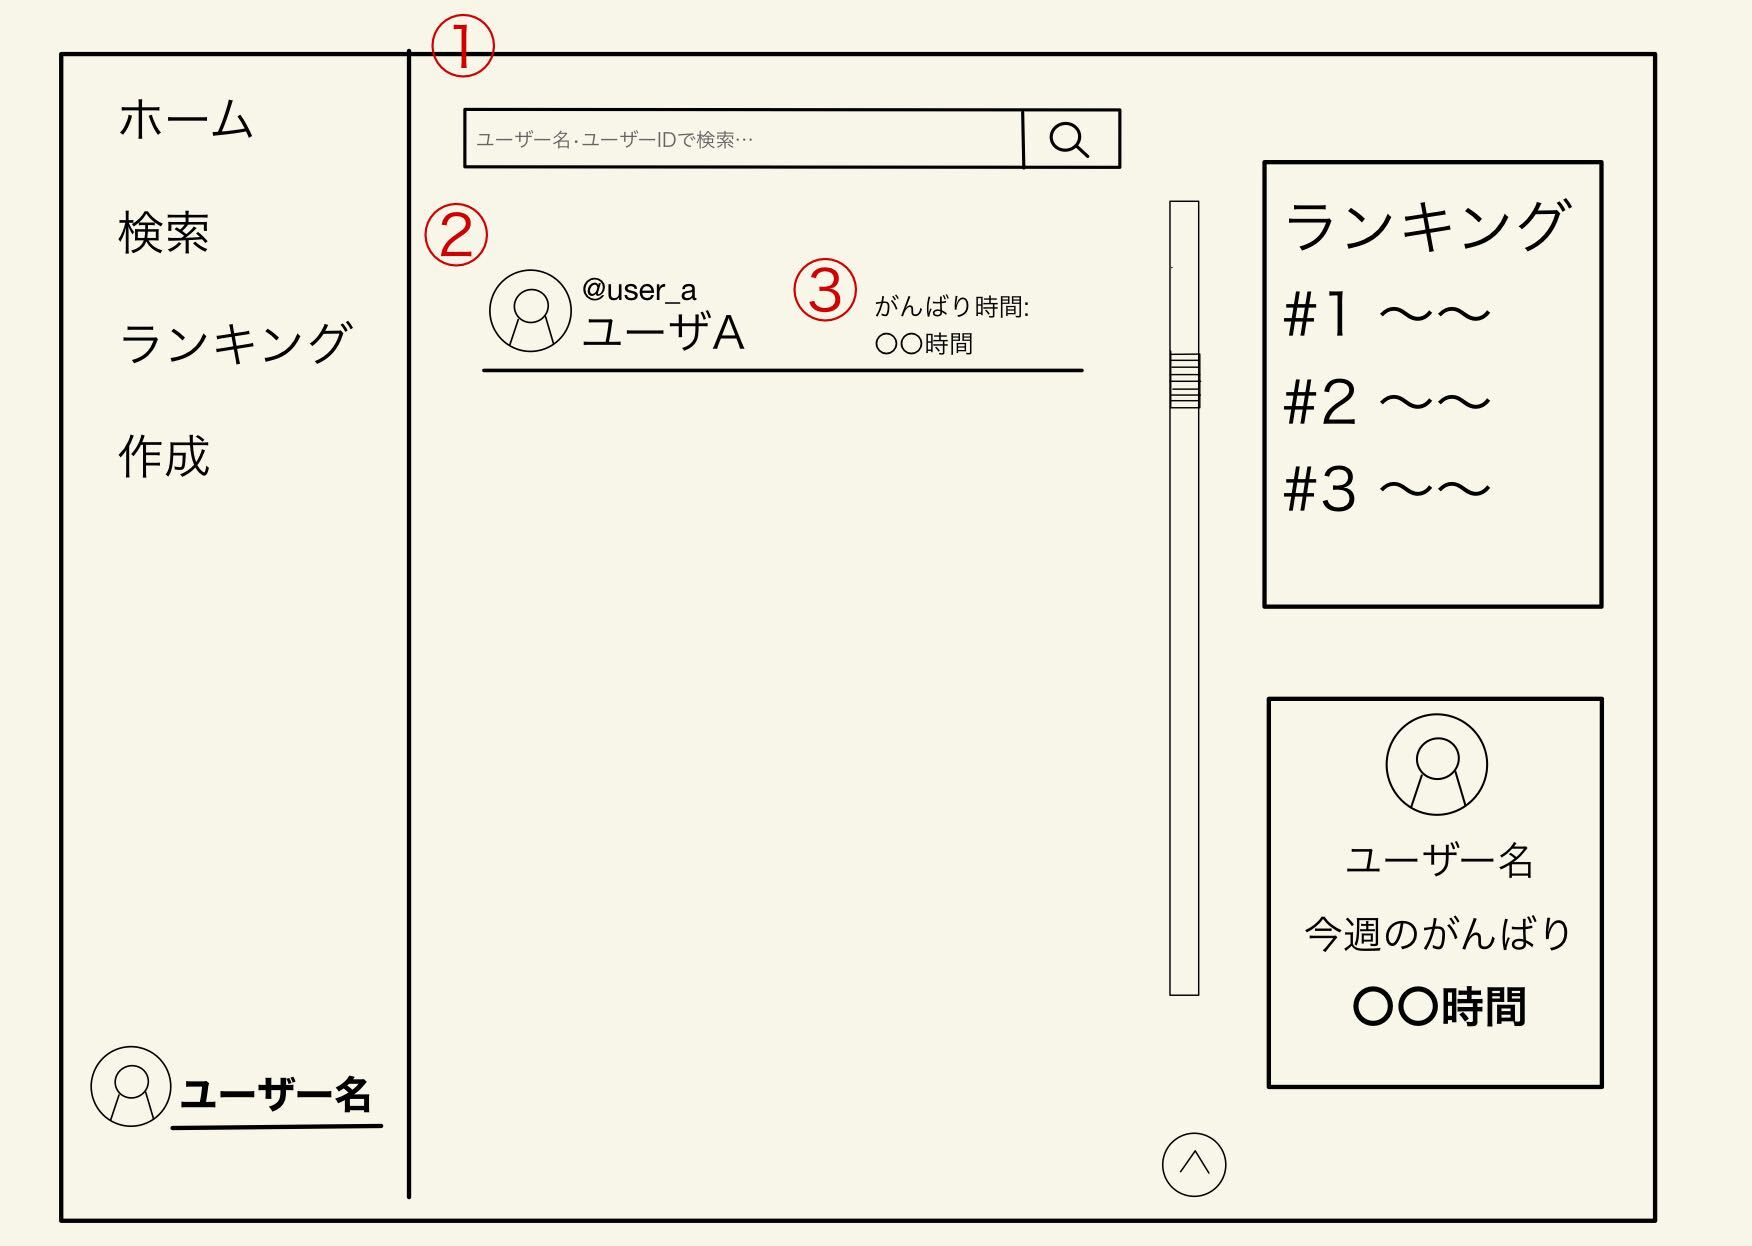 ホーム
検索
ランキング
作成
ユーザー名
①
ユーザー名・ユーザーIDで検索…
②
@user_a
ユーザA
③
がんばり時間:
〇〇時間
ランキング
#1 〜〜
#2 〜〜
#3 〜〜
ユーザー名
今週のがんばり
〇〇時間